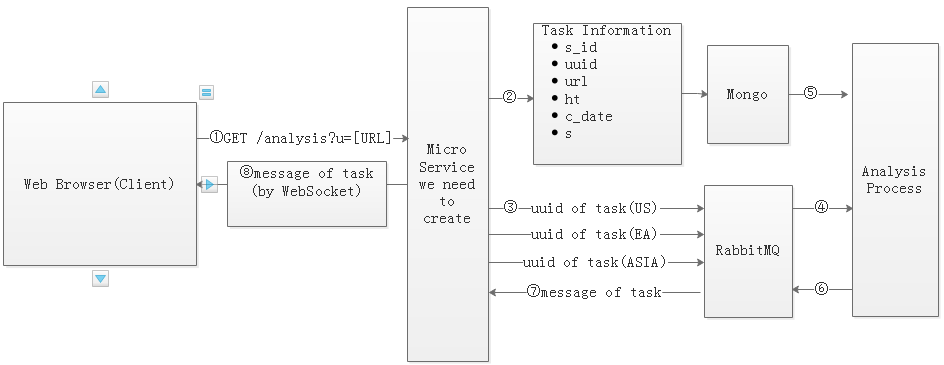 Web Browser(Client)
①GET /analysis?u=[URL]
⑧message of task
(by WebSocket)
Micro
Service
we need
to
create
②
Task Information
• s_id
• uuid
• url
• ht
• c_date
• s
Mongo
⑤
③ uuid of task(US)
uuid of task(EA)
uuid of task(ASIA)
⑦message of task
RabbitMQ
④
⑥
Analysis
Process